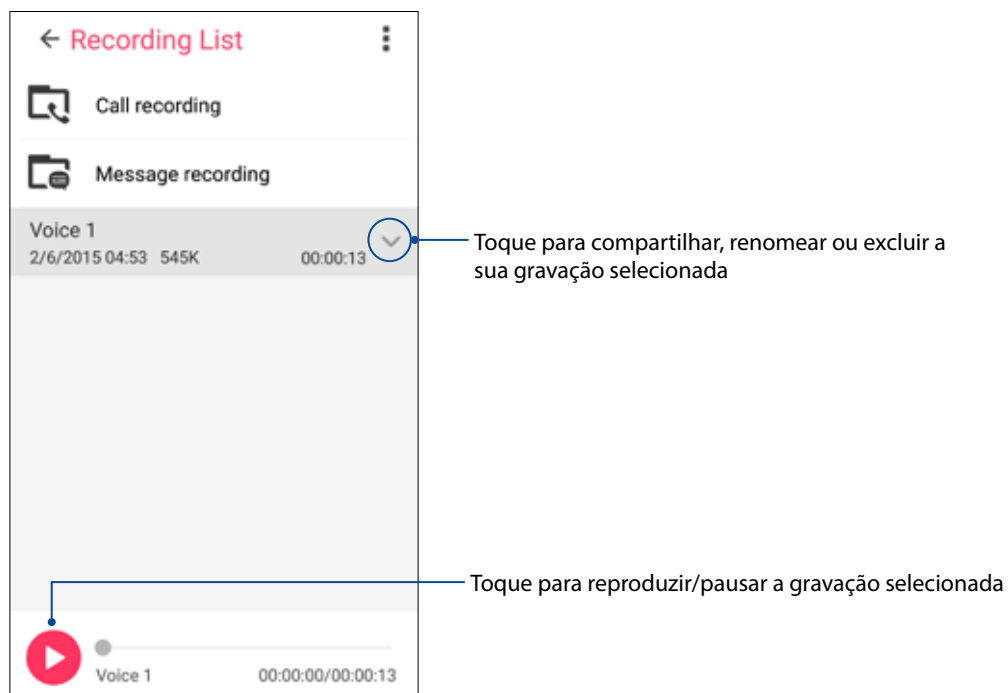 Recording List
Call recording
Message recording
Voice 1
2/6/2015 04:53 545K 00:00:13
Toque para compartilhar, renomear ou excluir a
sua gravação selecionada
Toque para reproduzir/pausar a gravação selecionada
Voice 1 00:00:00/00:00:13